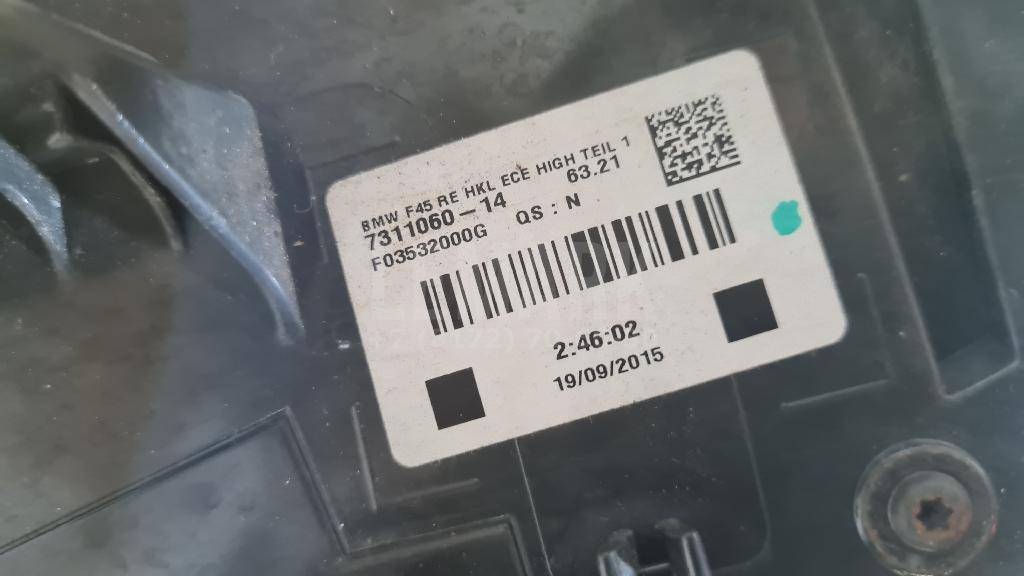 BMW F45 RE HKL ECE HIGH TEIL 1
7311060-14 63.21
F03532000G QS : N
2:46:02
19/09/2015